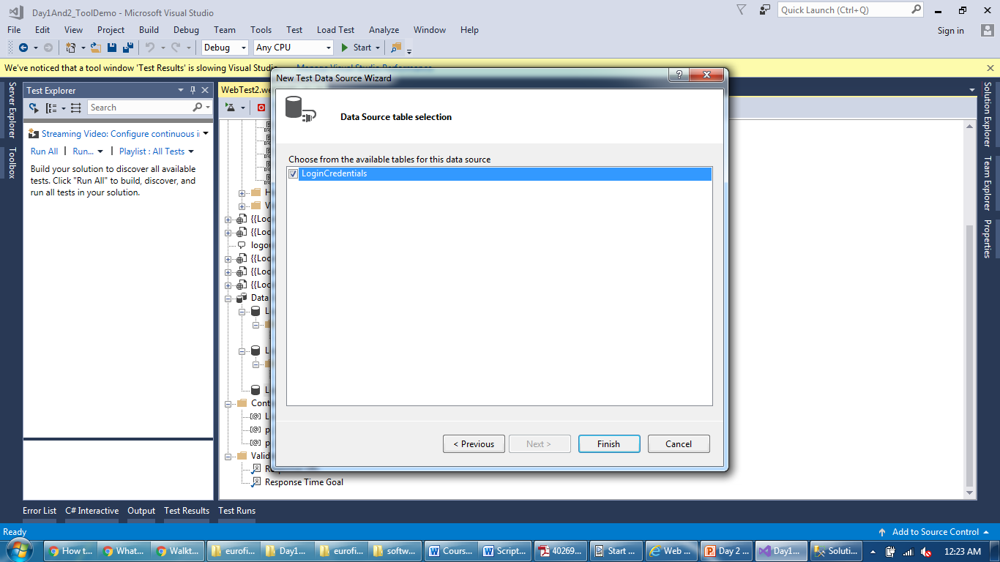 Day1And2_ToolDemo - Microsoft Visual Studio
Quick Launch (Ctrl+Q)
File Edit View Project Build Debug Team Tools Test Load Test Analyze Window Help
Sign in
Debug Any CPU Start
We've noticed that a tool window 'Test Results' is slowing Visual Studio.
New Test Data Source Wizard
Server Explorer
Toolbox
Test Explorer
Search
Streaming Video: Configure continuous i
Run All | Run... | Playlist : All Tests
Build your solution to discover all available
tests. Click "Run All" to build, discover, and
run all tests in your solution.
WebTest2.we
Data Source table selection
Choose from the available tables for this data source
LoginCredentials
{{Loc
{{Loc
logou
{{Loc
{{Loc
{{Loc
Data
Cont
Valid
Response Time Goal
< Previous Next > Finish Cancel
Solution Explorer
Team Explorer
Properties
Error List C# Interactive Output Test Results Test Runs
Ready
Add to Source Control
How t... What... Walkt... eurofi... Day1... eurofi... softw... Cours... Script... 40269... Start ... Web ... Day 2 ... Day1... Soluti...
12:23 AM